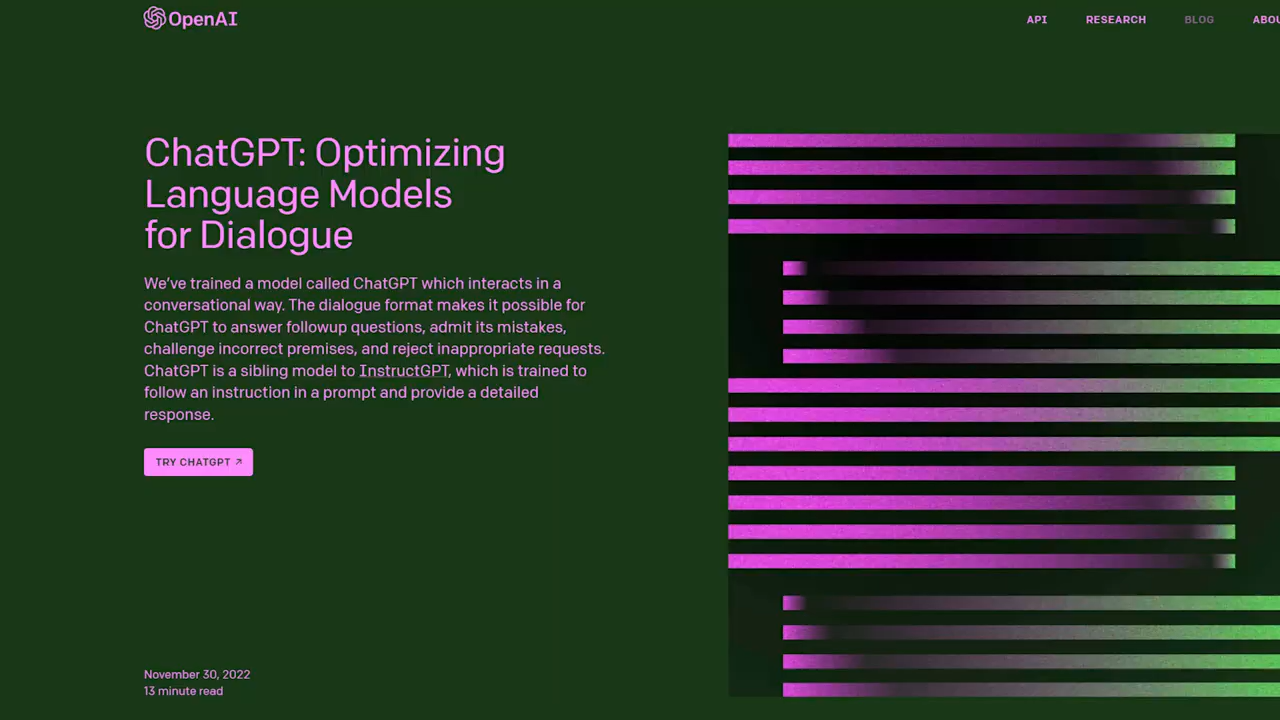 OpenAI
API RESEARCH BLOG
ChatGPT: Optimizing
Language Models
for Dialogue
We’ve trained a model called ChatGPT which interacts in a
conversational way. The dialogue format makes it possible for
ChatGPT to answer followup questions, admit its mistakes,
challenge incorrect premises, and reject inappropriate requests.
ChatGPT is a sibling model to InstructGPT, which is trained to
follow an instruction in a prompt and provide a detailed
response.
TRY CHATGPT ↗
November 30, 2022
13 minute read